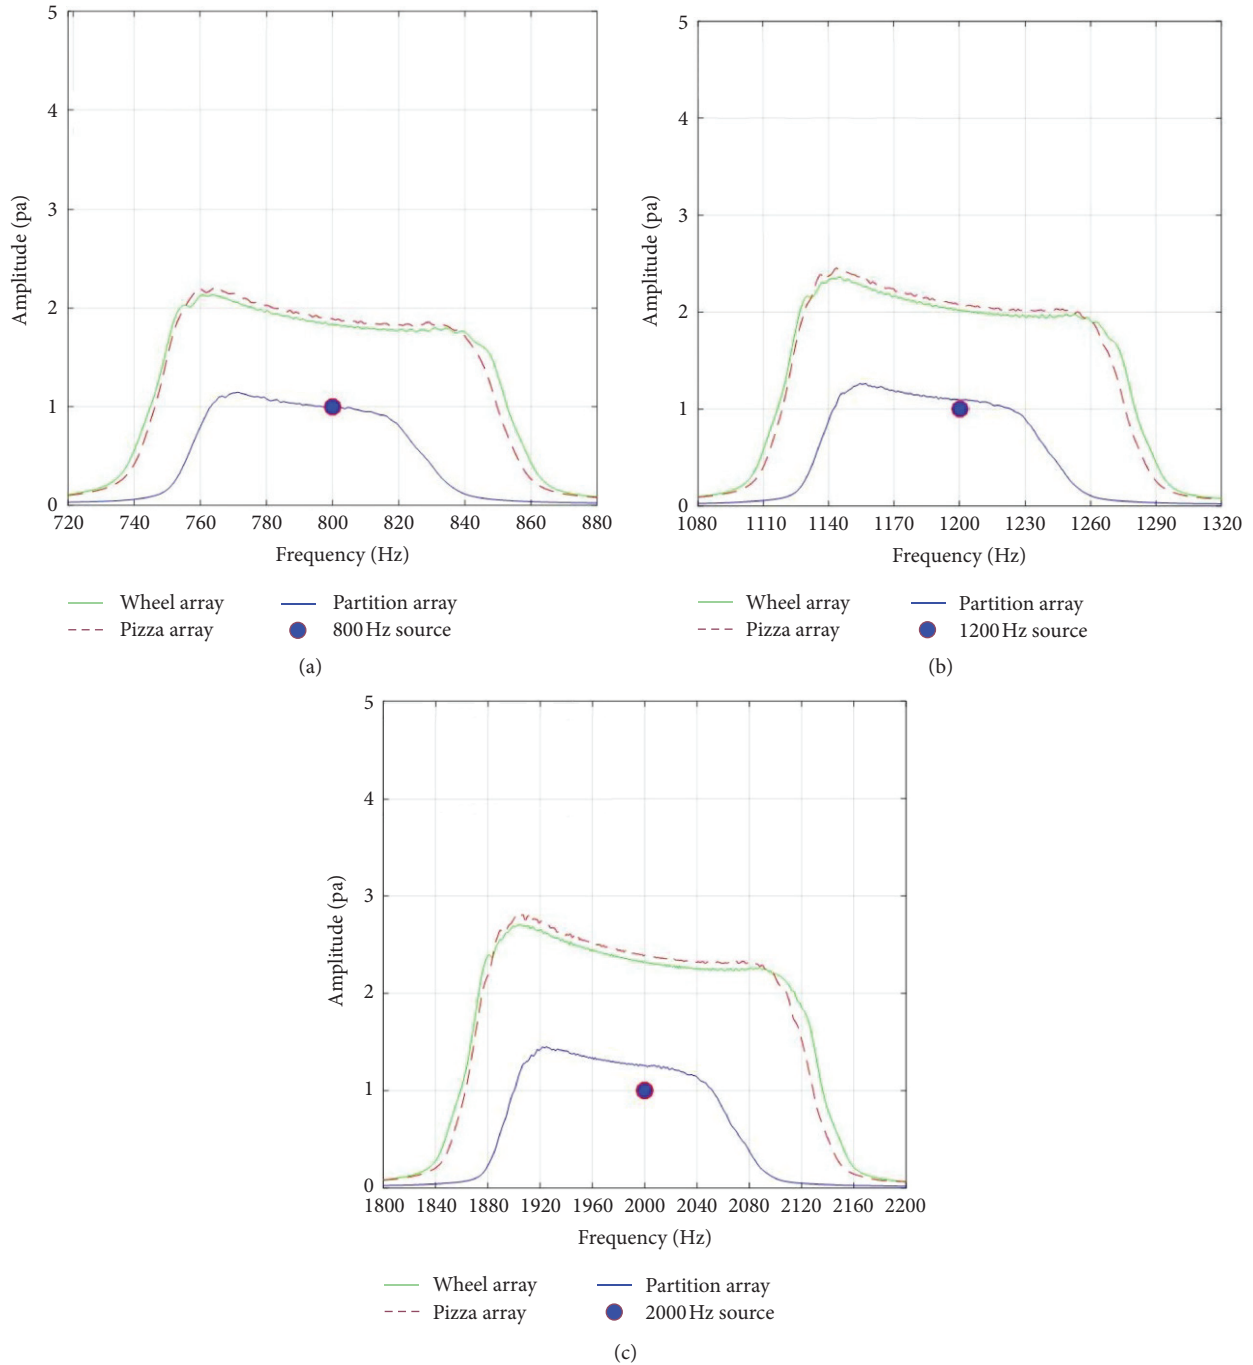 5
4
3
2
1
0
Amplitude (pa)
720 740 760 780 800 820 840 860 880
Frequency (Hz)
Wheel array
Pizza array
Partition array
800 Hz source
(a)
5
4
3
2
1
0
Amplitude (pa)
1080 1110 1140 1170 1200 1230 1260 1290 1320
Frequency (Hz)
Wheel array
Pizza array
Partition array
1200 Hz source
(b)
5
4
3
2
1
0
Amplitude (pa)
1800 1840 1880 1920 1960 2000 2040 2080 2120 2160 2200
Frequency (Hz)
Wheel array
Pizza array
Partition array
2000 Hz source
(c)